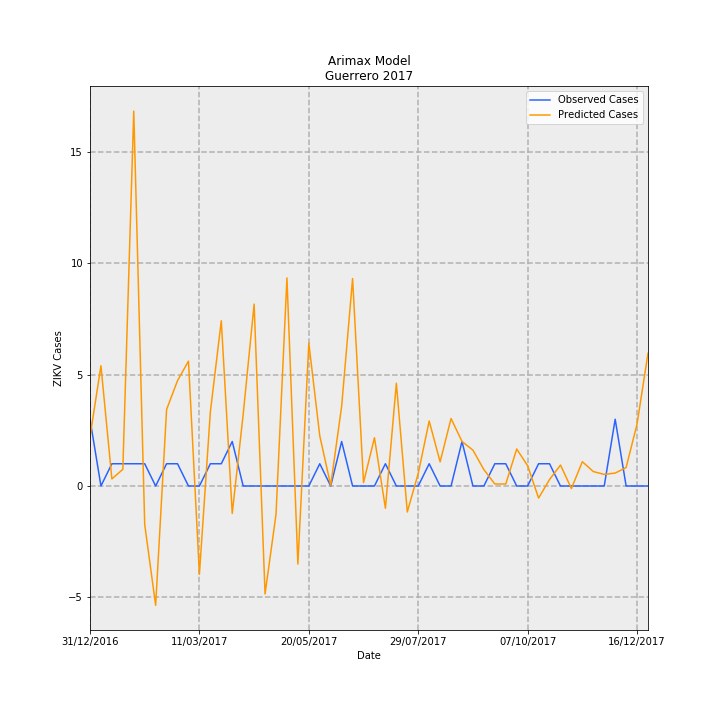 Arimax Model
Guerrero 2017
Observed Cases
Predicted Cases
ZIKV Cases
15
10
5
0
−5
31/12/2016
11/03/2017
20/05/2017
29/07/2017
07/10/2017
16/12/2017
Date